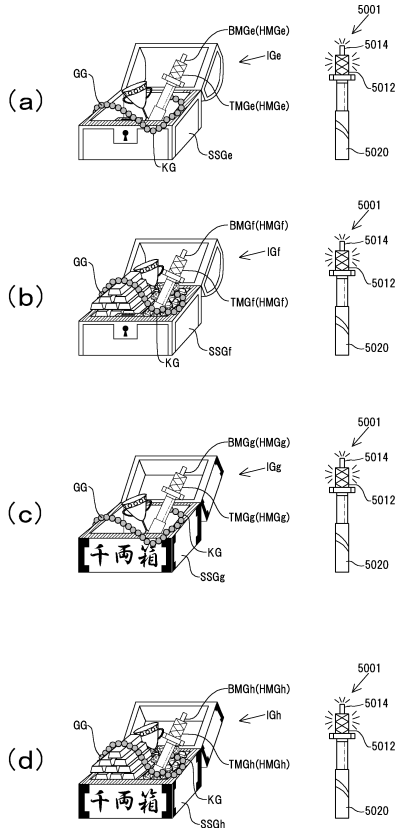 (a)
BMGe(HMGe)
IGe
GG
TMGe(HMGe)
SSGe
KG
5001
5014
5012
5020
(b)
BMGf(HMGf)
IGf
GG
TMGf(HMGf)
SSGf
KG
5001
5014
5012
5020
(c)
BMGg(HMGg)
IGg
GG
TMGg(HMGg)
KG
千両箱
SSGg
5001
5014
5012
5020
(d)
BMGh(HMGh)
IGh
GG
TMGh(HMGh)
KG
千両箱
SSGh
5001
5014
5012
5020